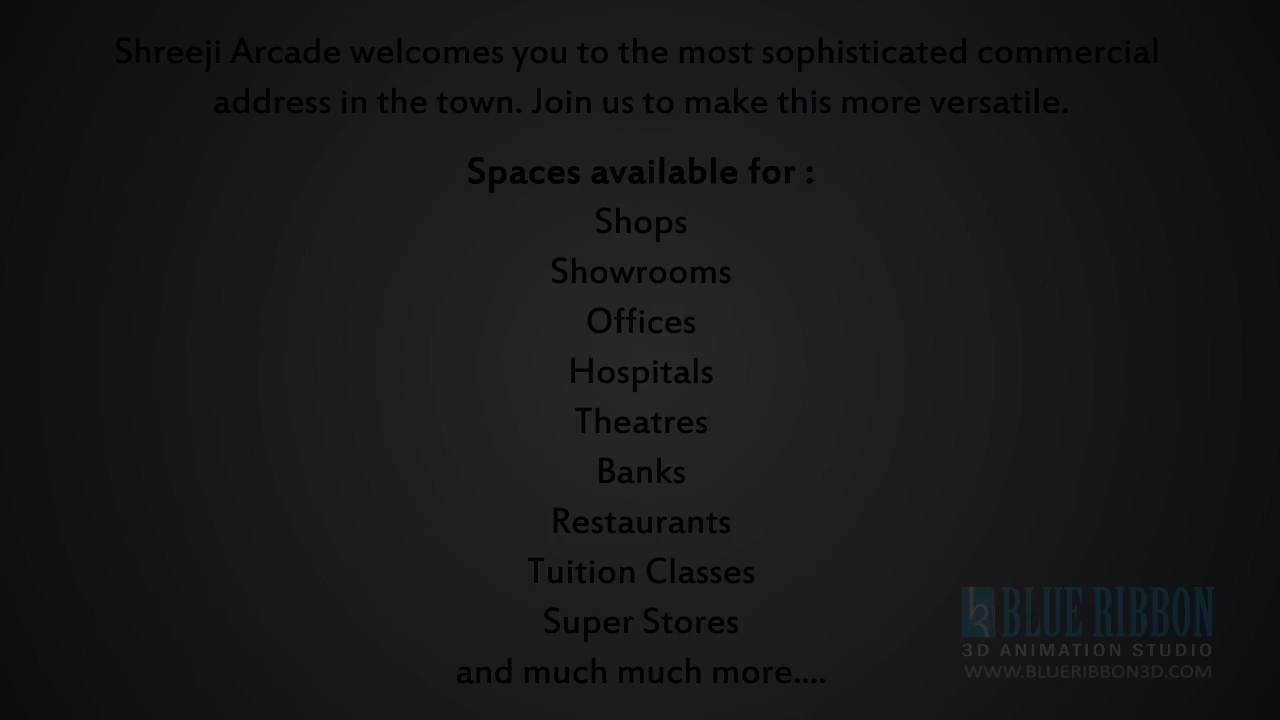 Shreeji Arcade welcomes you to the most sophisticated commercial
address in the town. Join us to make this more versatile.
Spaces available for :
Shops
Showrooms
Offices
Hospitals
Theatres
Banks
Restaurants
Tuition Classes
Super Stores
and much much more....
BLUE RIBBON
3D ANIMATION STUDIO
WWW.BLUERIBBON3D.COM